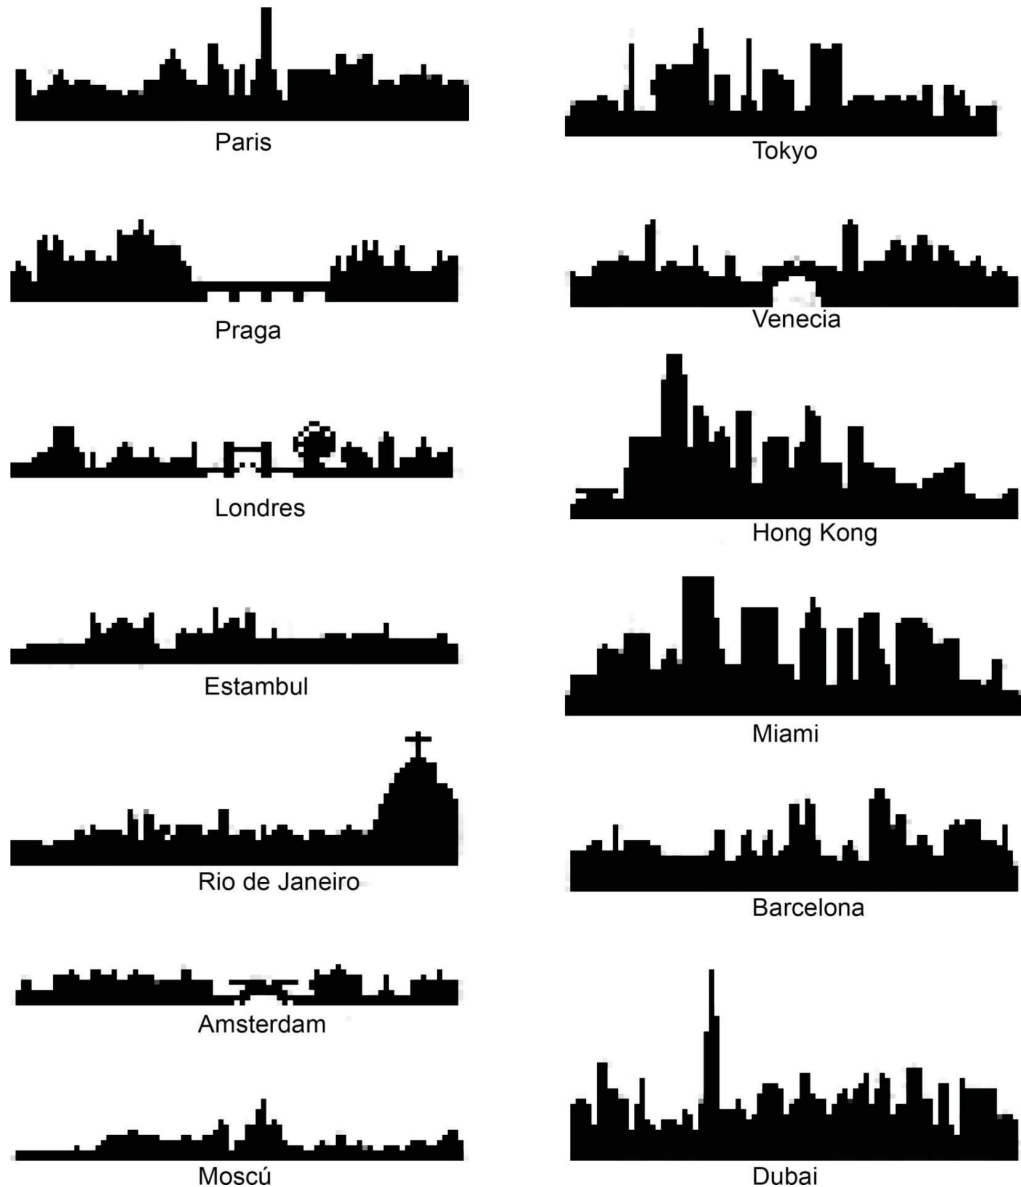 Paris
Tokyo
Praga
Venecia
Londres
Hong Kong
Estambul
Miami
Rio de Janeiro
Barcelona
Amsterdam
Moscú
Dubai